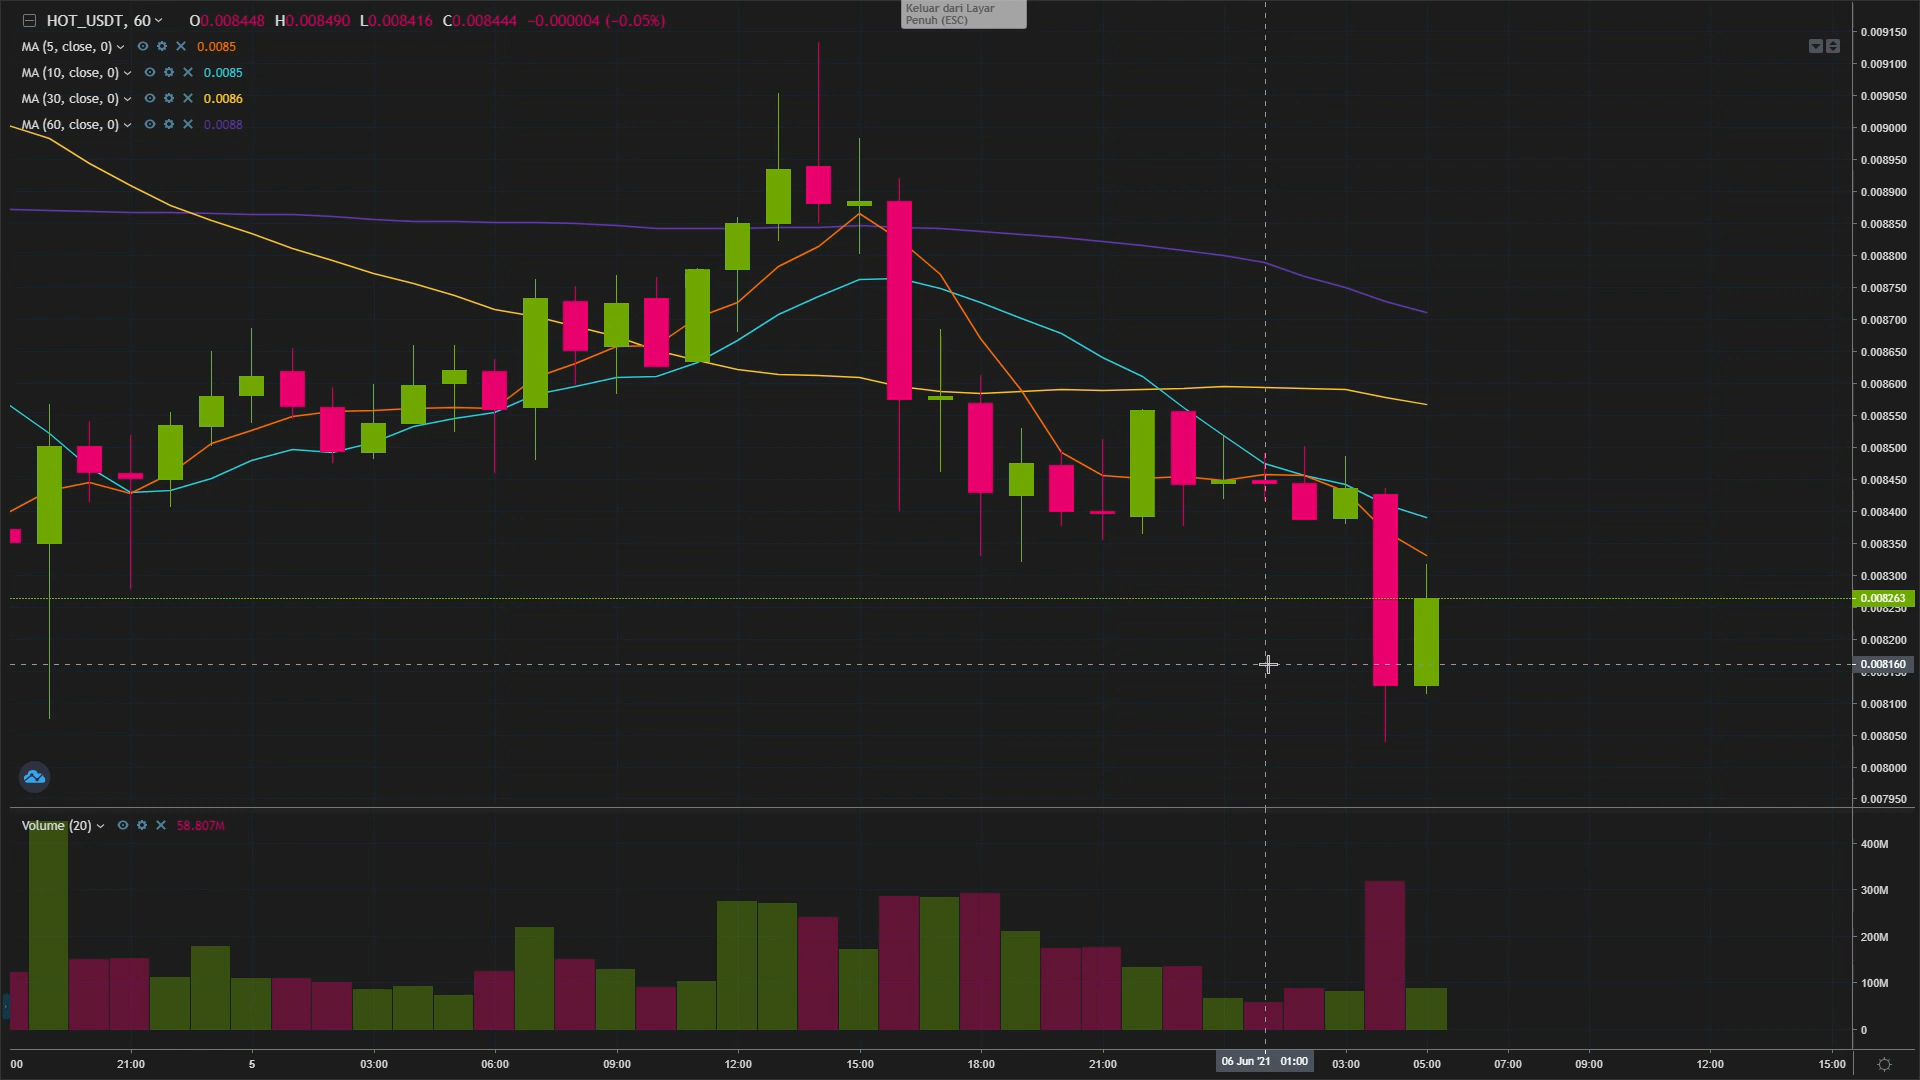 HOT_USDT, 60 O0.008448 H0.008490 L0.008416 C0.008444 −0.000004 (−0.05%)
Keluar dari Layar
Penuh (ESC)
MA (5, close, 0) 0.0085
MA (10, close, 0) 0.0085
MA (30, close, 0) 0.0086
MA (60, close, 0) 0.0088
0.009150
0.009100
0.009050
0.009000
0.008950
0.008900
0.008850
0.008800
0.008750
0.008700
0.008650
0.008600
0.008550
0.008500
0.008450
0.008400
0.008350
0.008300
0.008263
0.008250
0.008200
0.008160
0.008150
0.008100
0.008050
0.008000
0.007950
Volume (20) 58.807M
400M
300M
200M
100M
0
00 21:00 5 03:00 06:00 09:00 12:00 15:00 18:00 21:00 06 Jun '21 01:00 03:00 05:00 07:00 09:00 12:00 15:00